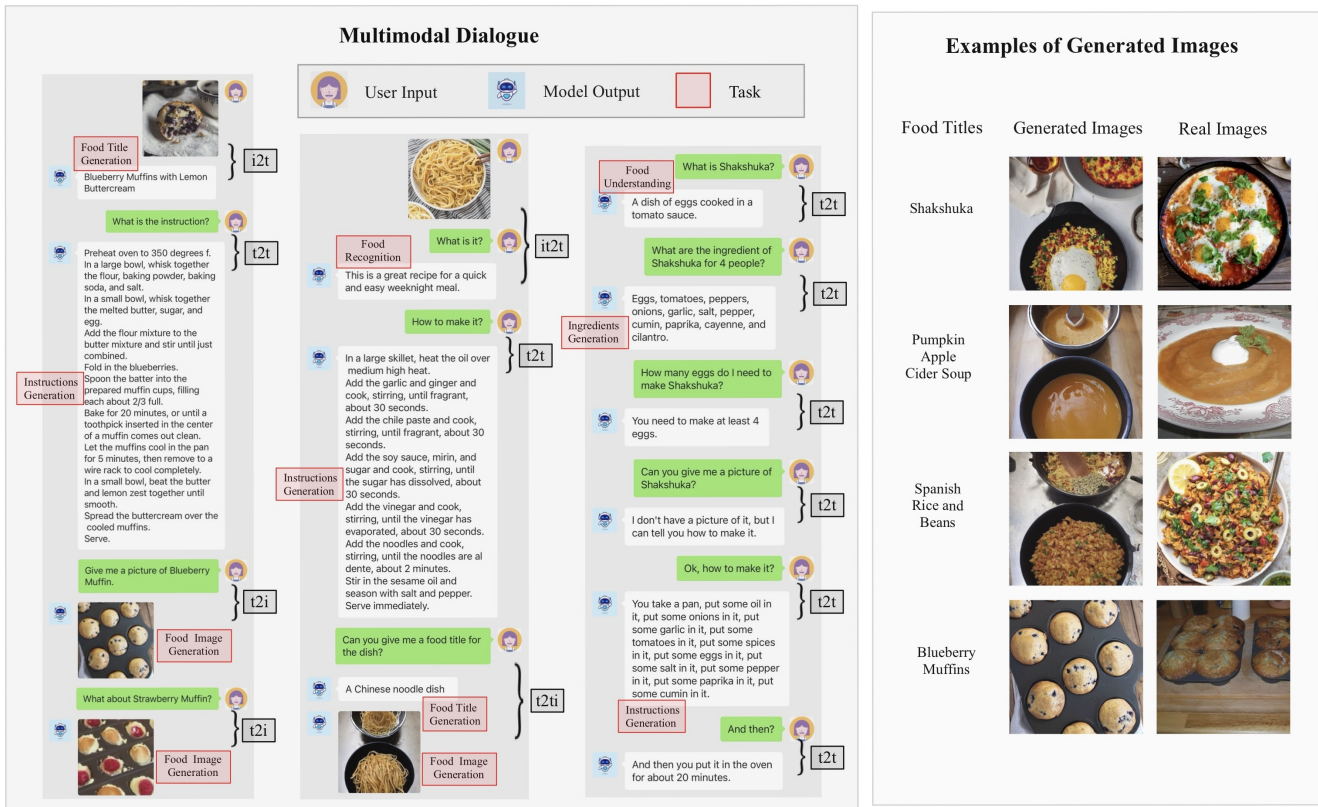 Multimodal Dialogue
User Input
Model Output
Task
Food Title
Generation
i2t
Blueberry Muffins with Lemon
Buttercream
What is the instruction?
t2t
Preheat oven to 350 degrees f.
In a large bowl, whisk together
the flour, baking powder, baking
soda, and salt.
In a small bowl, whisk together
the melted butter, sugar, and
egg.
Add the flour mixture to the
butter mixture and stir until just
combined.
Fold in the blueberries.
Spoon the batter into the
prepared muffin cups, filling
each about 2/3 full.
Bake for 20 minutes, or until a
toothpick inserted in the center
of a muffin comes out clean.
Let the muffins cool in the pan
for 5 minutes, then remove to a
wire rack to cool completely.
In a small bowl, beat the butter
and lemon zest together until
smooth.
Spread the buttercream over the
cooled muffins.
Serve.
Instructions
Generation
Give me a picture of Blueberry
Muffin.
t2i
Food Image
Generation
What about Strawberry Muffin?
t2i
Food Image
Generation
What is it?
it2t
Food
Recognition
This is a great recipe for a quick
and easy weeknight meal.
How to make it?
t2t
In a large skillet, heat the oil over
medium high heat.
Add the garlic and ginger and
cook, stirring, until fragrant,
about 30 seconds.
Add the chile paste and cook,
stirring, until fragrant, about 30
seconds.
Add the soy sauce, mirin, and
sugar and cook, stirring, until
the sugar has dissolved, about
30 seconds.
Add the vinegar and cook,
stirring, until the vinegar has
evaporated, about 30 seconds.
Add the noodles and cook,
stirring, until the noodles are al
dente, about 2 minutes.
Stir in the sesame oil and
season with salt and pepper.
Serve immediately.
Instructions
Generation
Can you give me a food title for
the dish?
A Chinese noodle dish
t2ti
Food Title
Generation
Food Image
Generation
What is Shakshuka?
Food
Understanding
t2t
A dish of eggs cooked in a
tomato sauce.
What are the ingredient of
Shakshuka for 4 people?
t2t
Eggs, tomatoes, peppers,
onions, garlic, salt, pepper,
cumin, paprika, cayenne, and
cilantro.
Ingredients
Generation
How many eggs do I need to
make Shakshuka?
t2t
You need to make at least 4
eggs.
Can you give me a picture of
Shakshuka?
t2t
I don't have a picture of it, but I
can tell you how to make it.
Ok, how to make it?
t2t
You take a pan, put some oil in
it, put some onions in it, put
some garlic in it, put some
tomatoes in it, put some spices
in it, put some eggs in it, put
some salt in it, put some pepper
in it, put some paprika in it, put
some cumin in it.
Instructions
Generation
And then?
t2t
And then you put it in the oven
for about 20 minutes.
Examples of Generated Images
Food Titles
Generated Images
Real Images
Shakshuka
Pumpkin
Apple
Cider Soup
Spanish
Rice and
Beans
Blueberry
Muffins